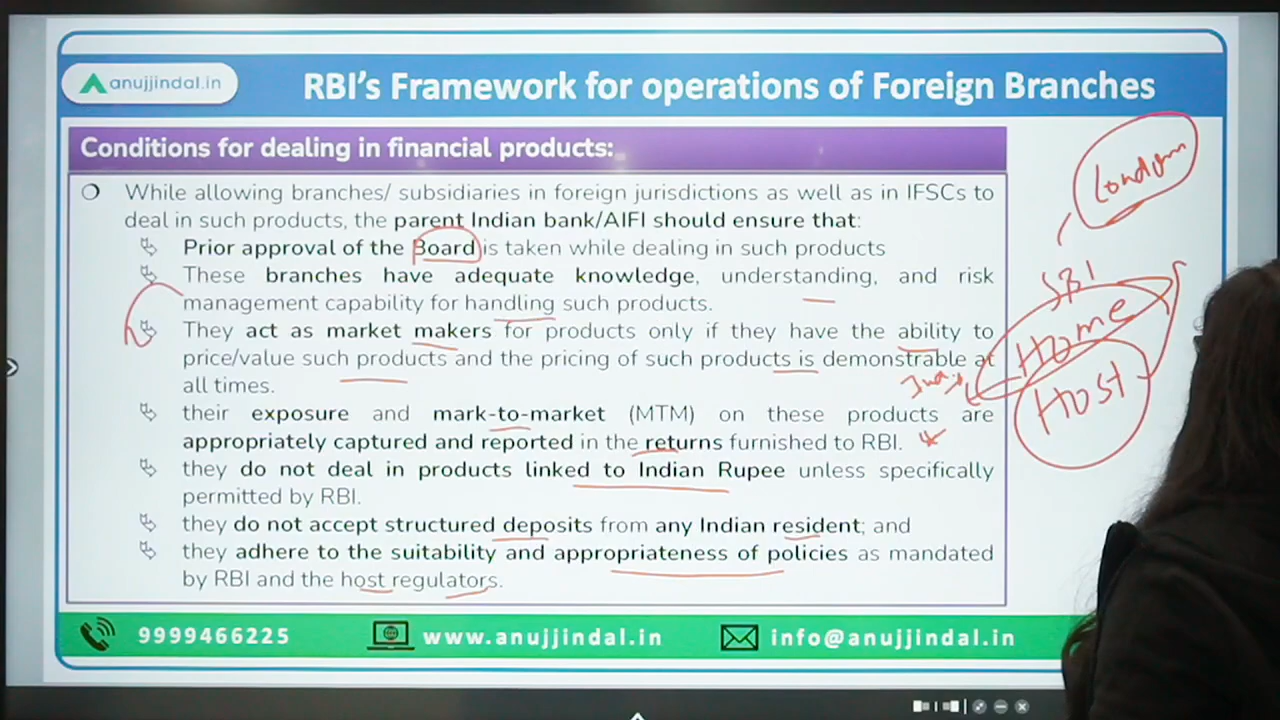 anujjindal.in
RBI's Framework for operations of Foreign Branches
Conditions for dealing in financial products:
While allowing branches/ subsidiaries in foreign jurisdictions as well as in IFSCs to
deal in such products, the parent Indian bank/AIFI should ensure that:
Prior approval of the Board is taken while dealing in such products
These branches have adequate knowledge, understanding, and risk
management capability for handling such products.
They act as market makers for products only if they have the ability to
price/value such products and the pricing of such products is demonstrable at
all times.
their exposure and mark-to-market (MTM) on these products are
appropriately captured and reported in the returns furnished to RBI.
they do not deal in products linked to Indian Rupee unless specifically
permitted by RBI.
they do not accept structured deposits from any Indian resident; and
they adhere to the suitability and appropriateness of policies as mandated
by RBI and the host regulators.
London
SBI
Home
Host
India
9999466225
www.anujjindal.in
info@anujjindal.in